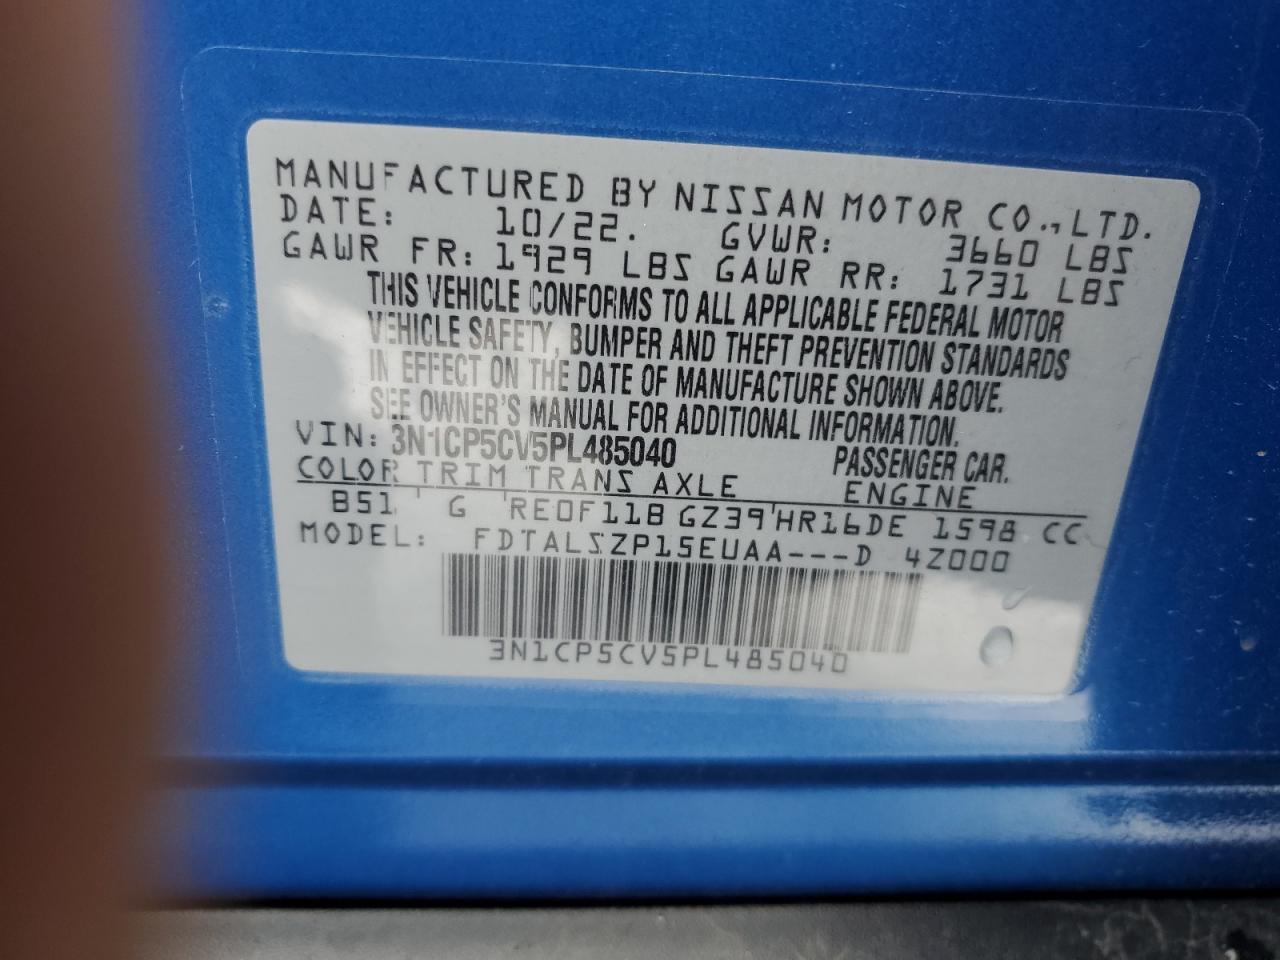 MANUFACTURED BY NISSAN MOTOR CO., LTD.
DATE: 10/22. GVWR: 3660 LBS
GAWR FR: 1929 LBS GAWR RR: 1731 LBS
THIS VEHICLE CONFORMS TO ALL APPLICABLE FEDERAL MOTOR
VEHICLE SAFETY, BUMPER AND THEFT PREVENTION STANDARDS
IN EFFECT ON THE DATE OF MANUFACTURE SHOWN ABOVE.
SEE OWNER'S MANUAL FOR ADDITIONAL INFORMATION.
VIN: 3N1CP5CV5PL485040 PASSENGER CAR.
COLOR TRIM TRANS AXLE ENGINE
B51 G RE0F11B GZ39 HR16DE 1598 CC
MODEL: FDTALSZP15EUAA---D 4Z000
3N1CP5CV5PL485040